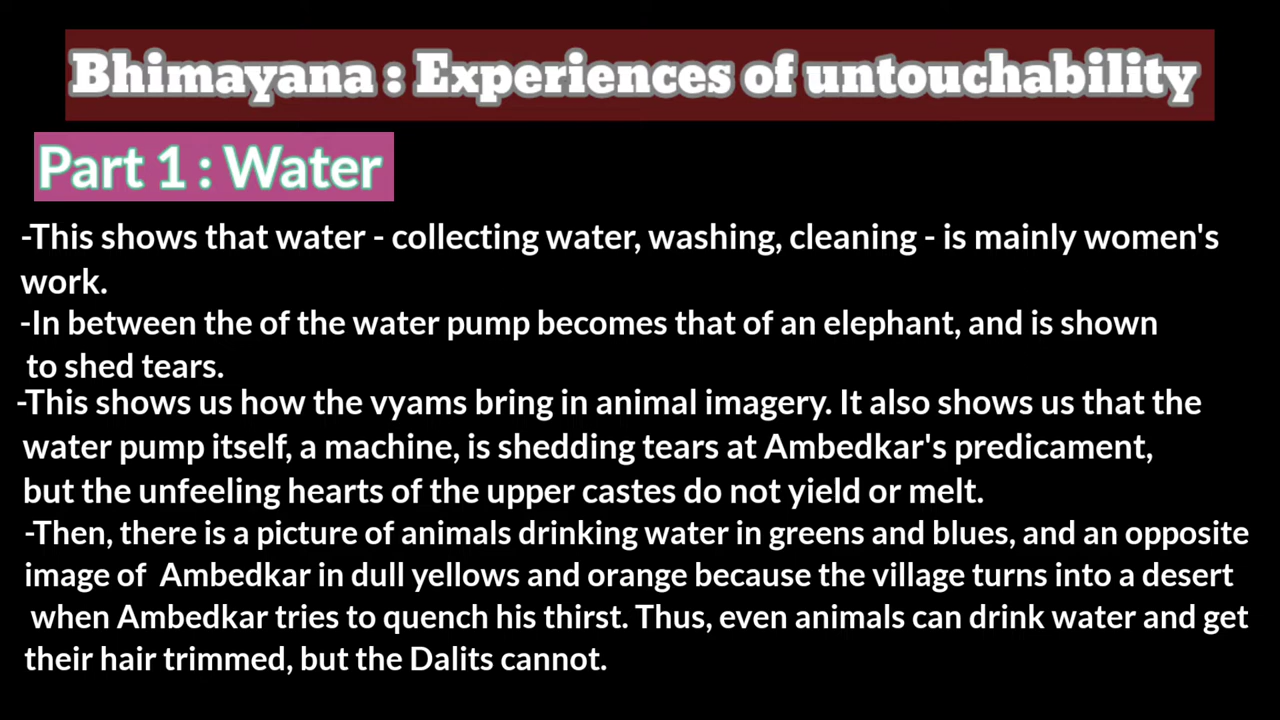 Bhimayana : Experiences of untouchability
Part 1 : Water
-This shows that water - collecting water, washing, cleaning - is mainly women's
work.
-In between the of the water pump becomes that of an elephant, and is shown
to shed tears.
-This shows us how the vyams bring in animal imagery. It also shows us that the
water pump itself, a machine, is shedding tears at Ambedkar's predicament,
but the unfeeling hearts of the upper castes do not yield or melt.
-Then, there is a picture of animals drinking water in greens and blues, and an opposite
image of Ambedkar in dull yellows and orange because the village turns into a desert
when Ambedkar tries to quench his thirst. Thus, even animals can drink water and get
their hair trimmed, but the Dalits cannot.